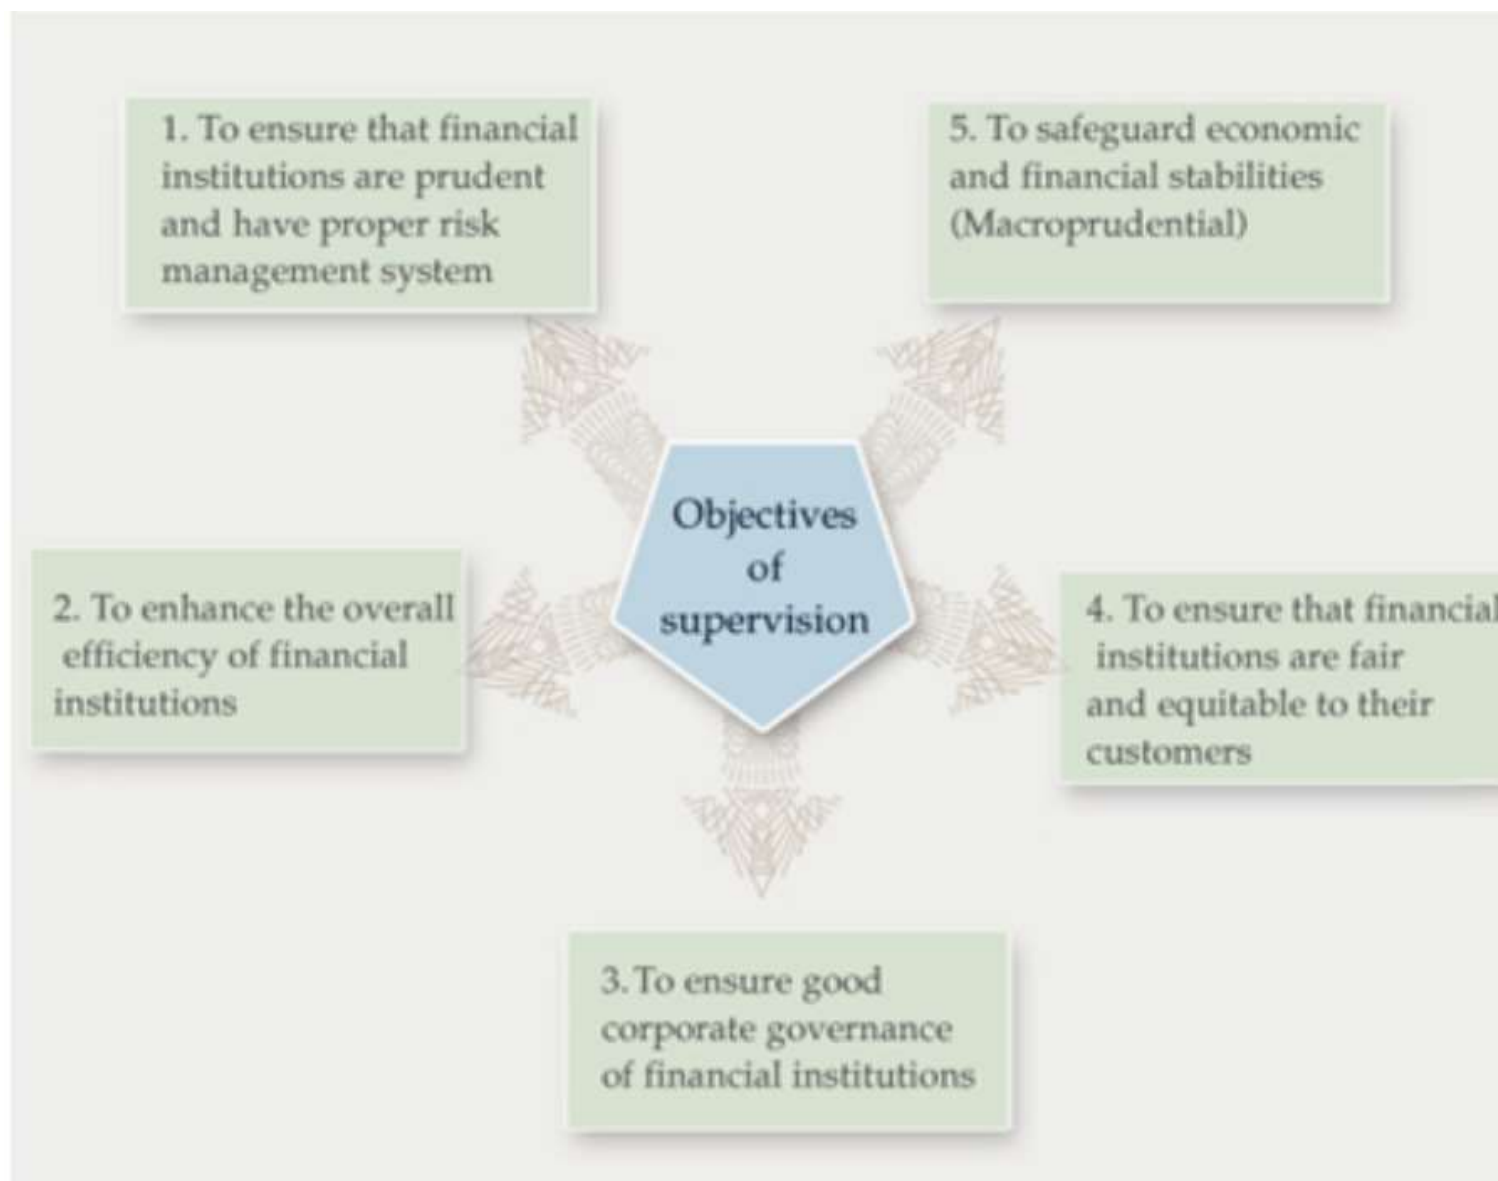 1. To ensure that financial
institutions are prudent
and have proper risk
management system
5. To safeguard economic
and financial stabilities
(Macroprudential)
Objectives
of
supervision
2. To enhance the overall
efficiency of financial
institutions
4. To ensure that financial
institutions are fair
and equitable to their
customers
3. To ensure good
corporate governance
of financial institutions